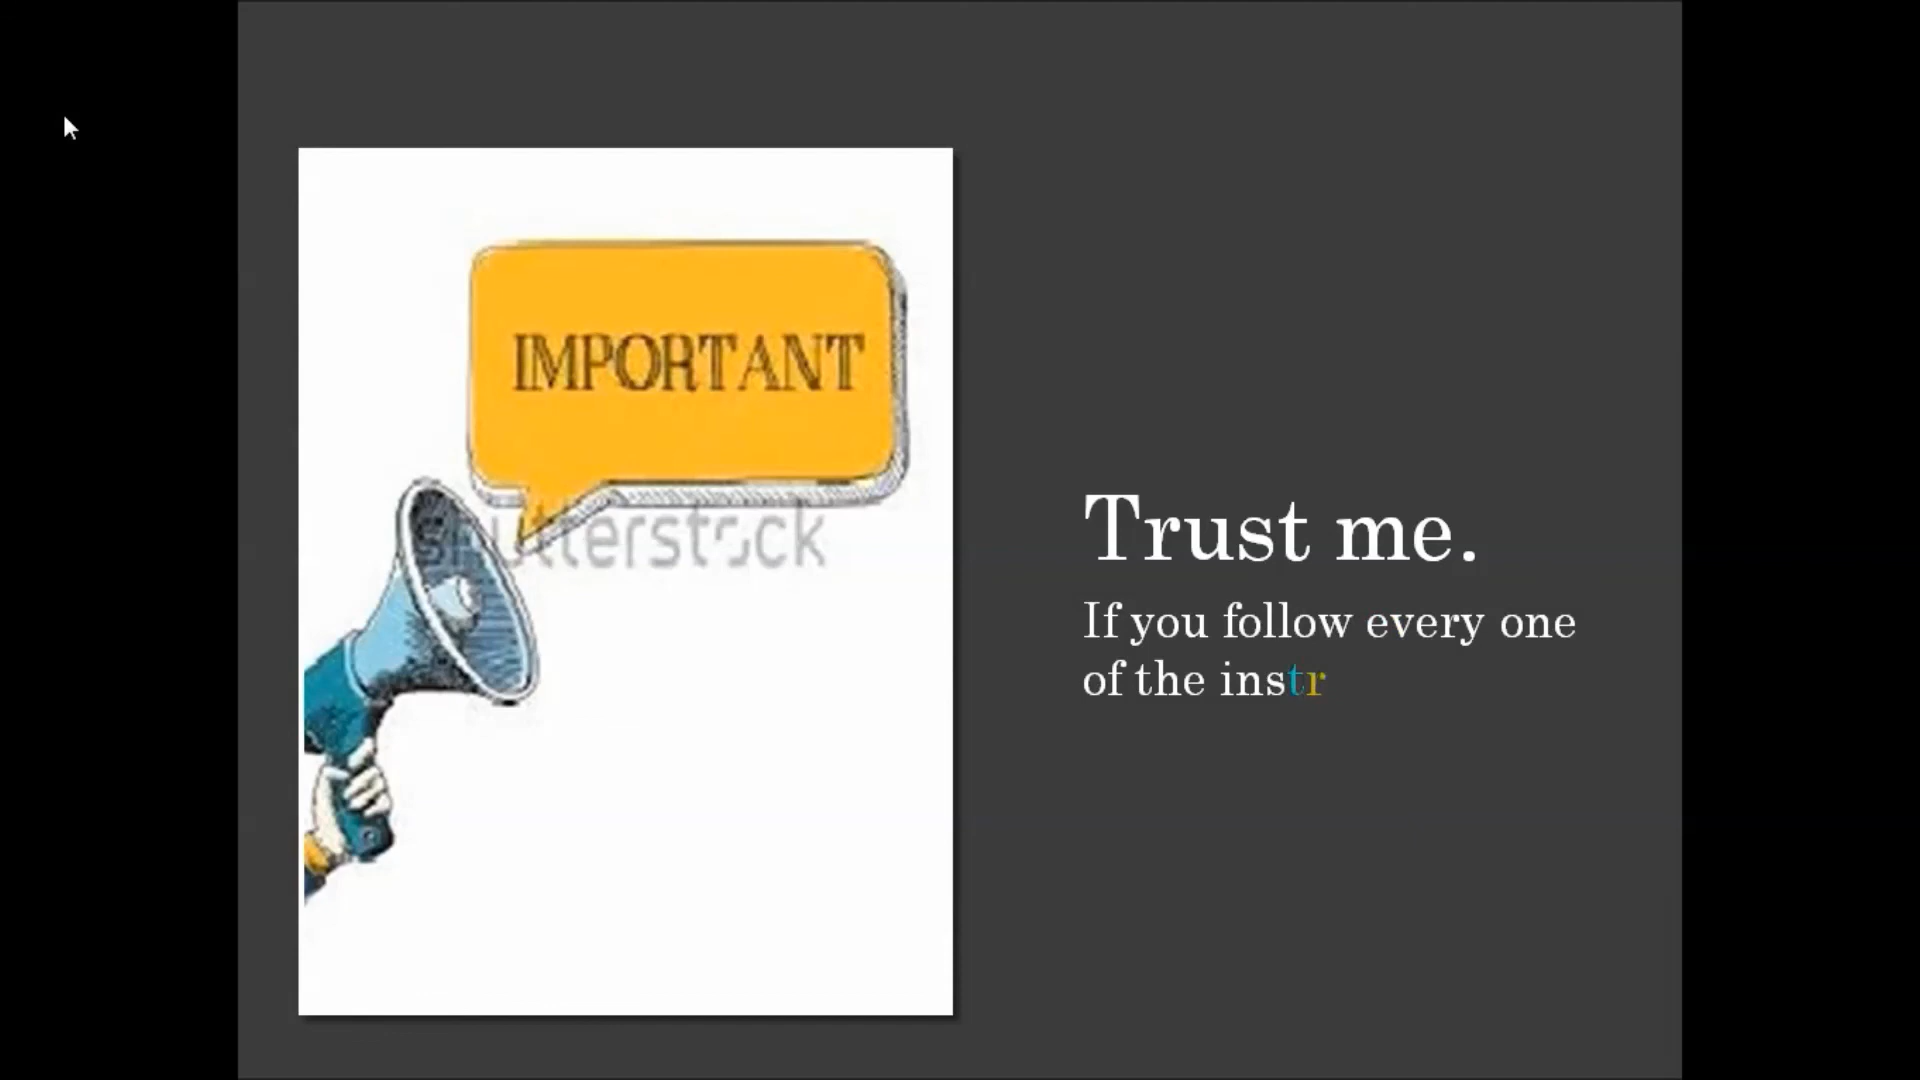 IMPORTANT
shutterstock
Trust me.
If you follow every one
of the instr